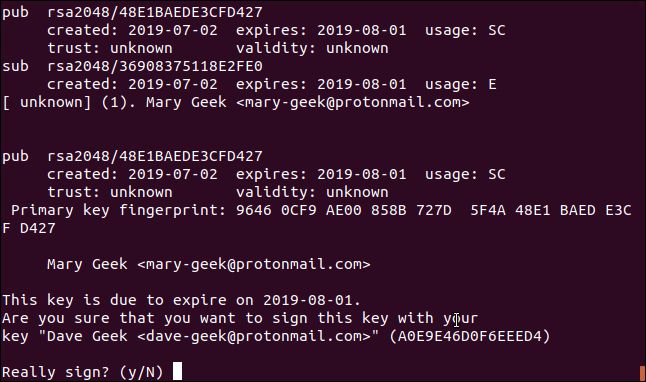 pub  rsa2048/48E1BAEDE3CFD427
     created: 2019-07-02  expires: 2019-08-01  usage: SC
     trust: unknown       validity: unknown
sub  rsa2048/36908375118E2FE0
     created: 2019-07-02  expires: 2019-08-01  usage: E
[ unknown] (1). Mary Geek <mary-geek@protonmail.com>
pub  rsa2048/48E1BAEDE3CFD427
     created: 2019-07-02  expires: 2019-08-01  usage: SC
     trust: unknown       validity: unknown
 Primary key fingerprint: 9646 0CF9 AE00 858B 727D  5F4A 48E1 BAED E3C
F D427
     Mary Geek <mary-geek@protonmail.com>
This key is due to expire on 2019-08-01.
Are you sure that you want to sign this key with your
key "Dave Geek <dave-geek@protonmail.com>" (A0E9E46D0F6EEED4)
Really sign? (y/N)